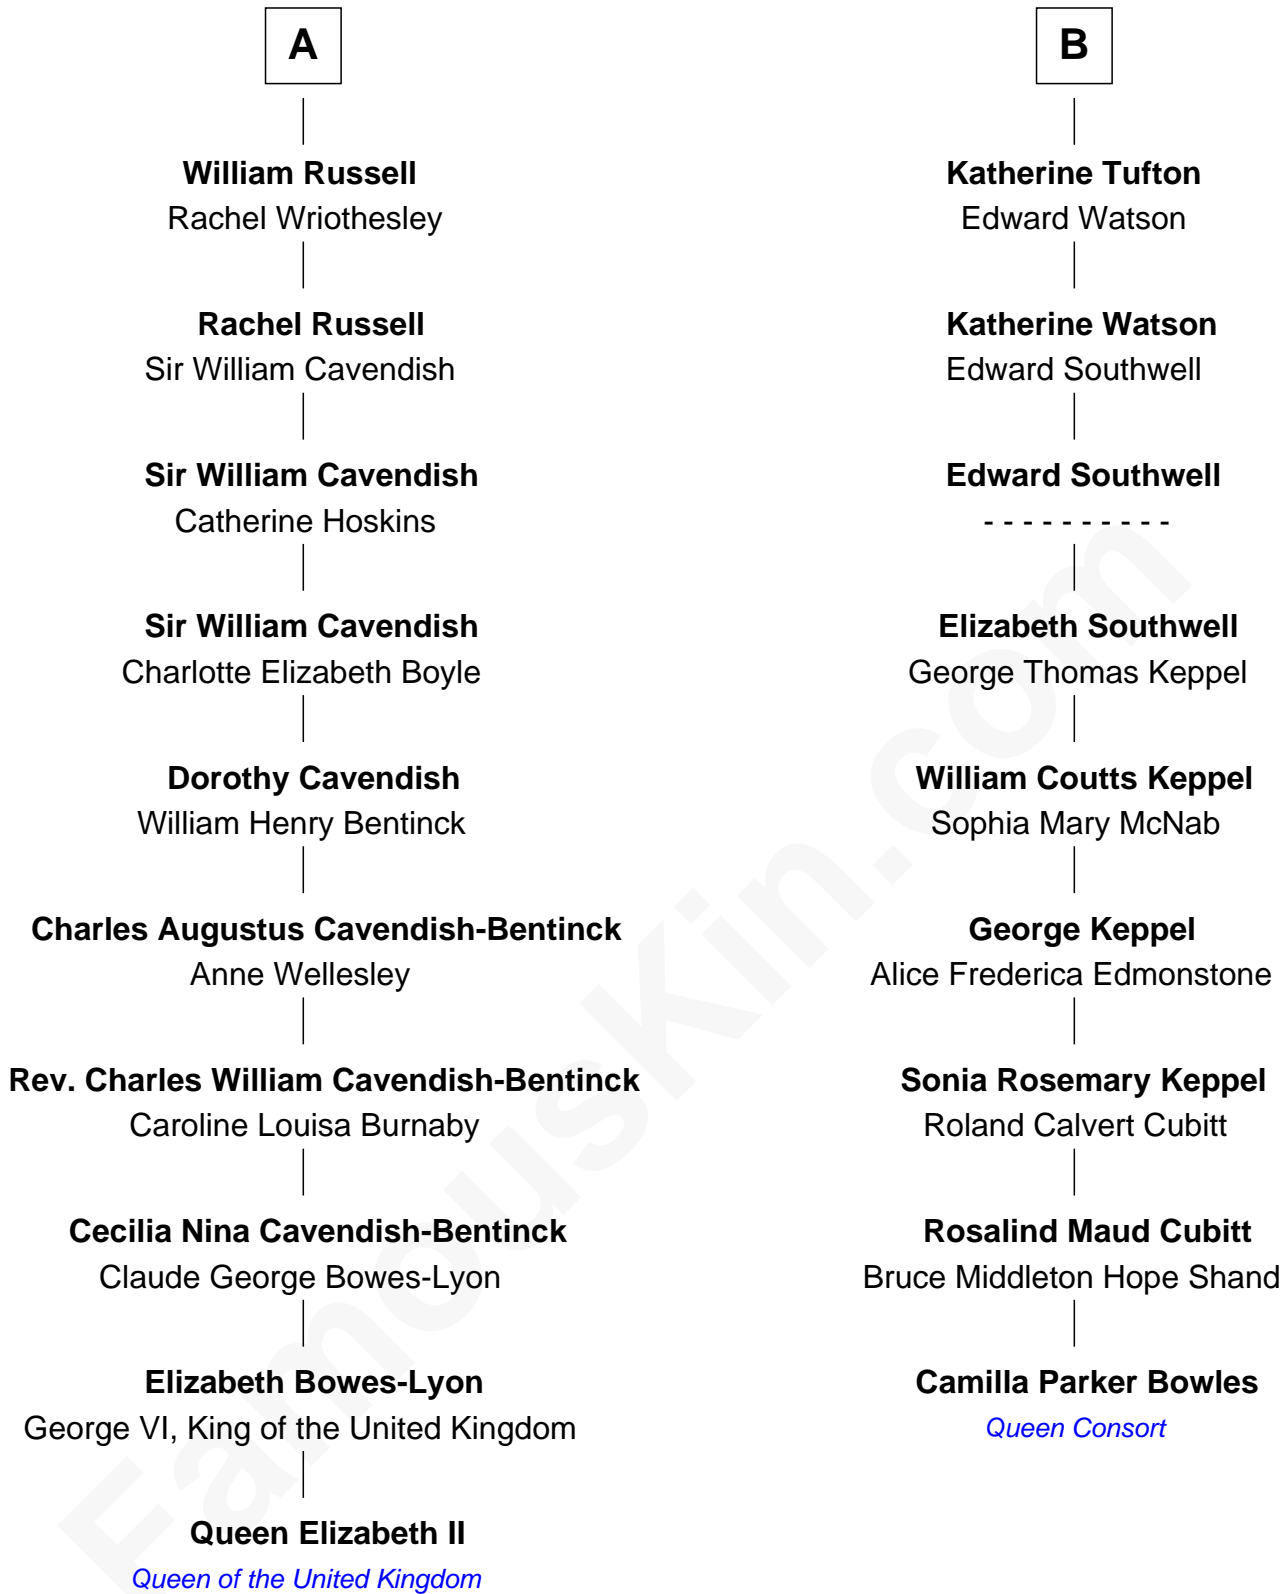 A
William Russell
Rachel Wriothesley
Rachel Russell
Sir William Cavendish
Sir William Cavendish
Catherine Hoskins
Sir William Cavendish
Charlotte Elizabeth Boyle
Dorothy Cavendish
William Henry Bentinck
Charles Augustus Cavendish-Bentinck
Anne Wellesley
Rev. Charles William Cavendish-Bentinck
Caroline Louisa Burnaby
Cecilia Nina Cavendish-Bentinck
Claude George Bowes-Lyon
Elizabeth Bowes-Lyon
George VI, King of the United Kingdom
Queen Elizabeth II
Queen of the United Kingdom
B
Katherine Tufton
Edward Watson
Katherine Watson
Edward Southwell
Edward Southwell
- - - - - - - - - -
Elizabeth Southwell
George Thomas Keppel
William Coutts Keppel
Sophia Mary McNab
George Keppel
Alice Frederica Edmonstone
Sonia Rosemary Keppel
Roland Calvert Cubitt
Rosalind Maud Cubitt
Bruce Middleton Hope Shand
Camilla Parker Bowles
Queen Consort
FamousKin.com